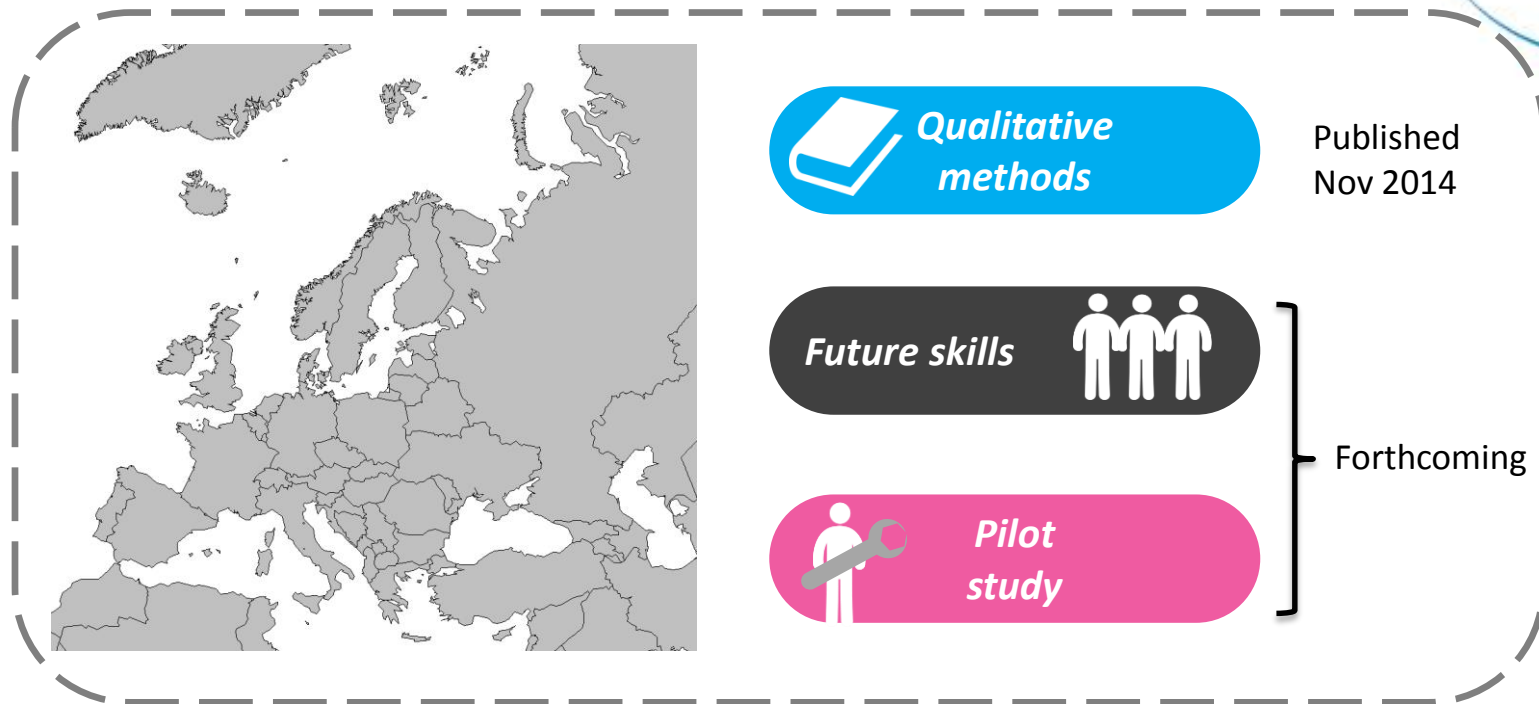 Qualitative
methods
Published
Nov 2014
Future skills
Forthcoming
Pilot
study